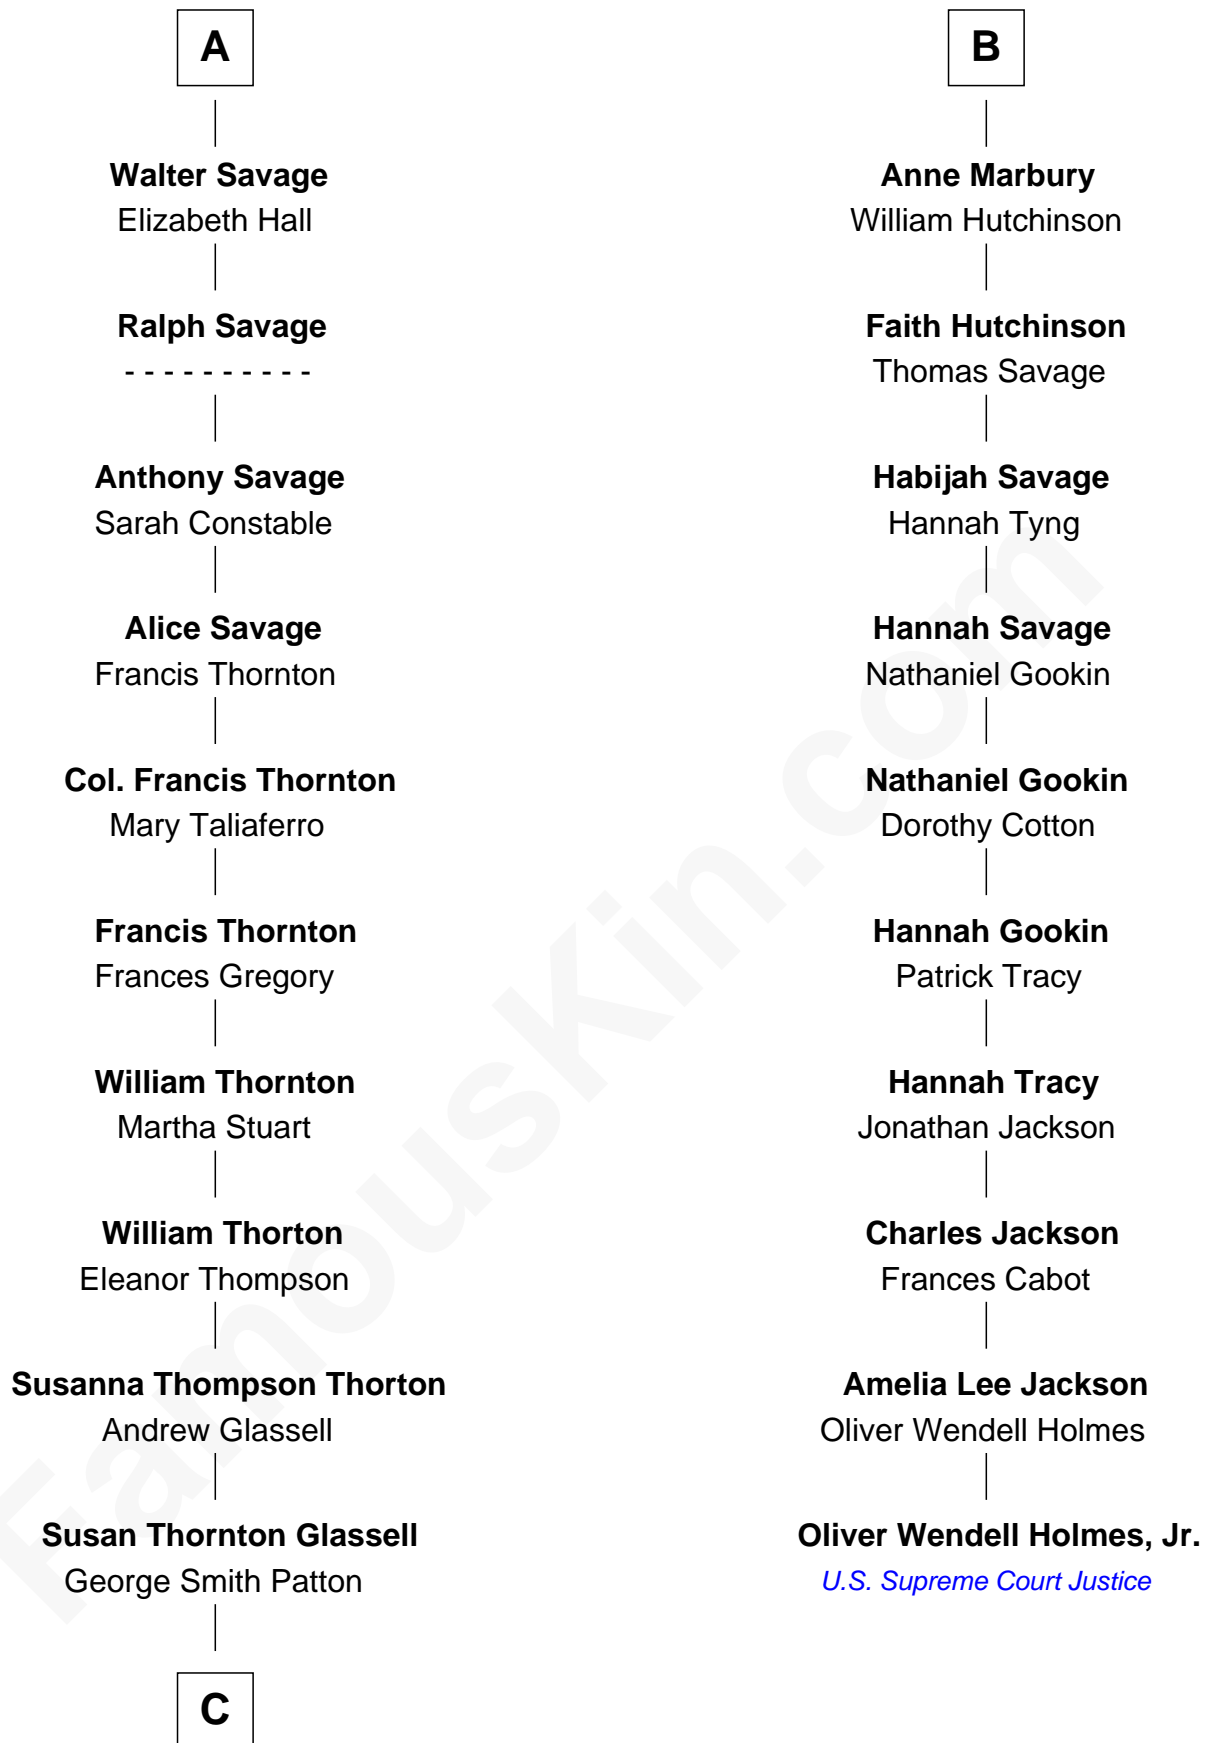 A
Walter Savage
Elizabeth Hall
Ralph Savage
- - - - - - - - - -
Anthony Savage
Sarah Constable
Alice Savage
Francis Thornton
Col. Francis Thornton
Mary Taliaferro
Francis Thornton
Frances Gregory
William Thornton
Martha Stuart
William Thorton
Eleanor Thompson
Susanna Thompson Thorton
Andrew Glassell
Susan Thornton Glassell
George Smith Patton
C
B
Anne Marbury
William Hutchinson
Faith Hutchinson
Thomas Savage
Habijah Savage
Hannah Tyng
Hannah Savage
Nathaniel Gookin
Nathaniel Gookin
Dorothy Cotton
Hannah Gookin
Patrick Tracy
Hannah Tracy
Jonathan Jackson
Charles Jackson
Frances Cabot
Amelia Lee Jackson
Oliver Wendell Holmes
Oliver Wendell Holmes, Jr.
U.S. Supreme Court Justice
FamousKin.com